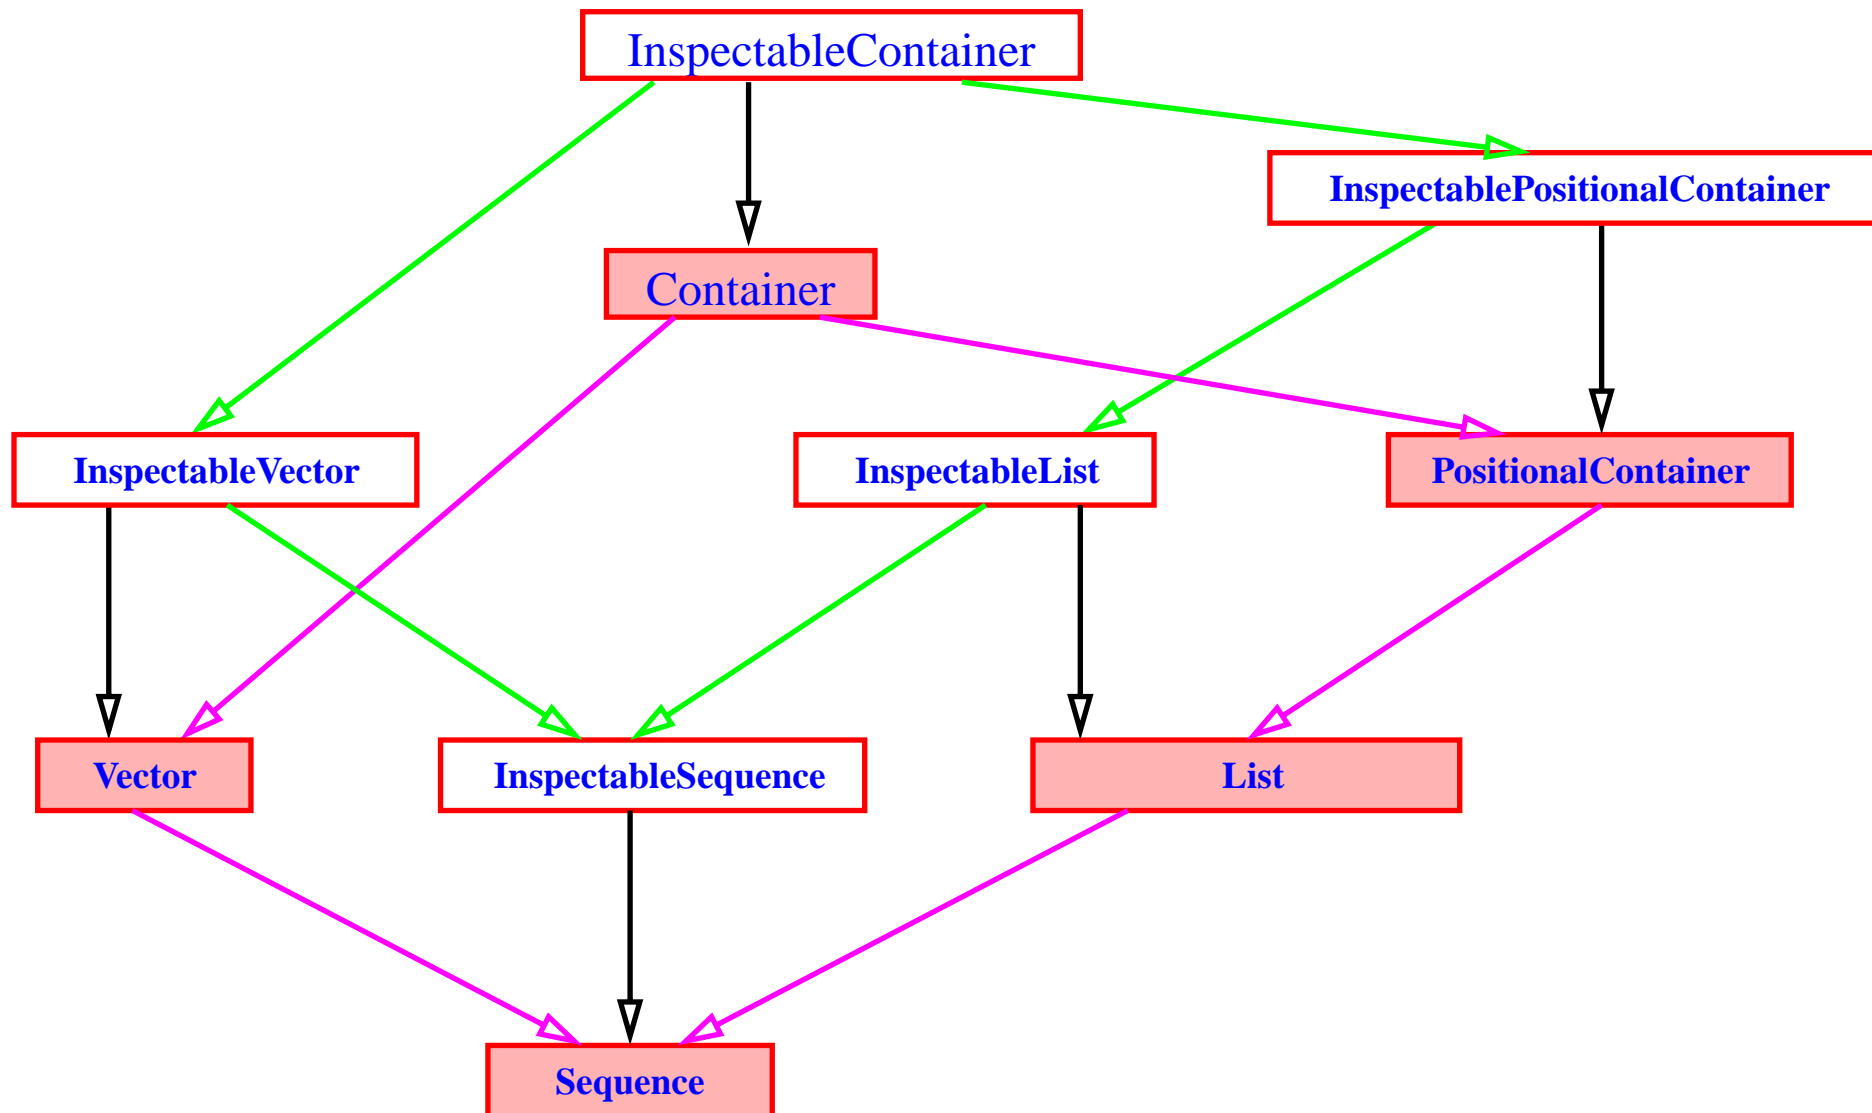 InspectableContainer
InspectablePositionalContainer
Container
InspectableVector
InspectableList
PositionalContainer
Vector
InspectableSequence
List
Sequence